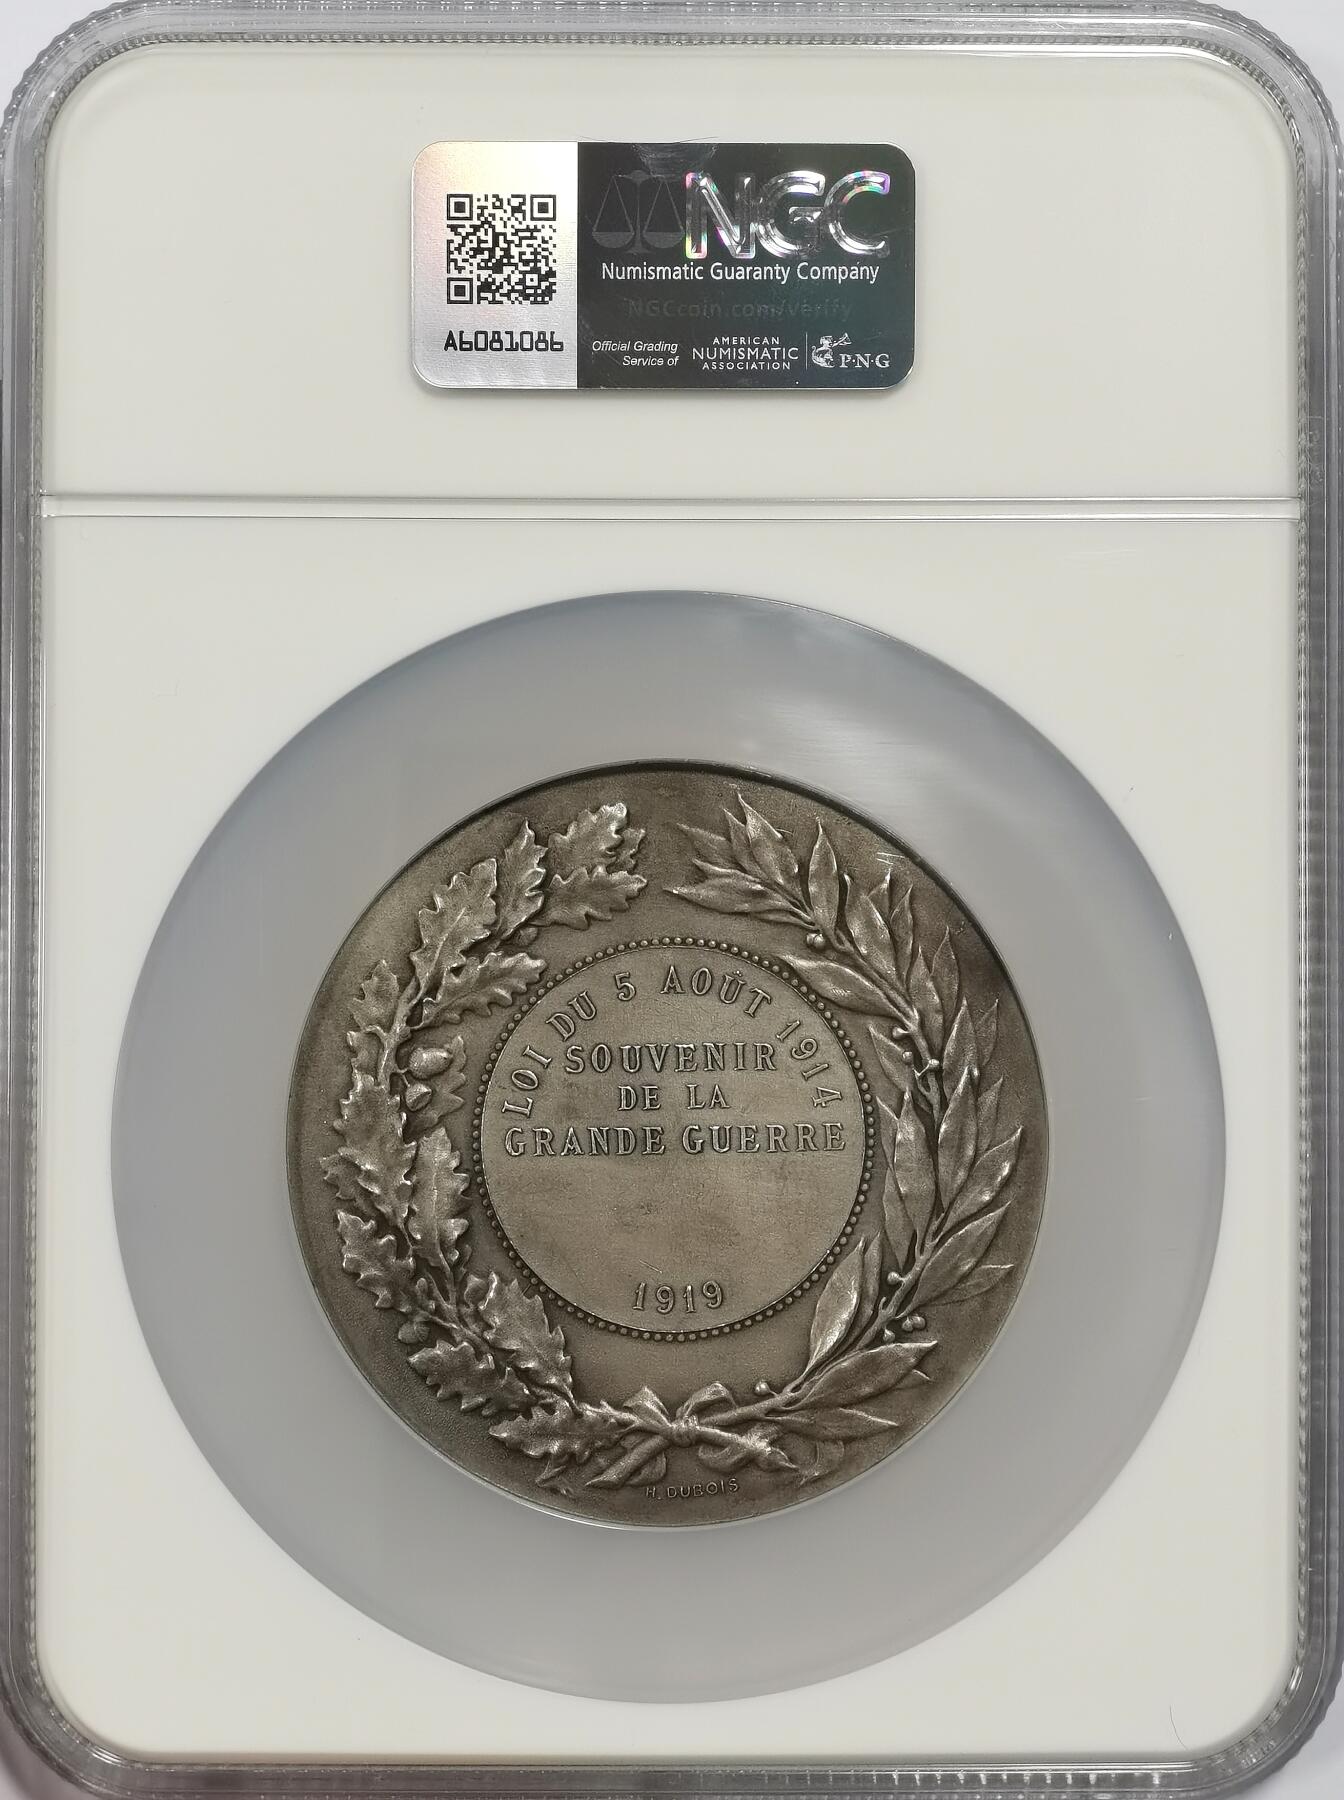 NGC
Numismatic Guaranty Company
NGCcoin.com/Verify
A6081086
Official Grading
Service of
AMERICAN
NUMISMATIC
ASSOCIATION
P·N·G
LOI DU 5 AOÛT 1914
SOUVENIR
DE LA
GRANDE GUERRE
1919
H. DUBOIS